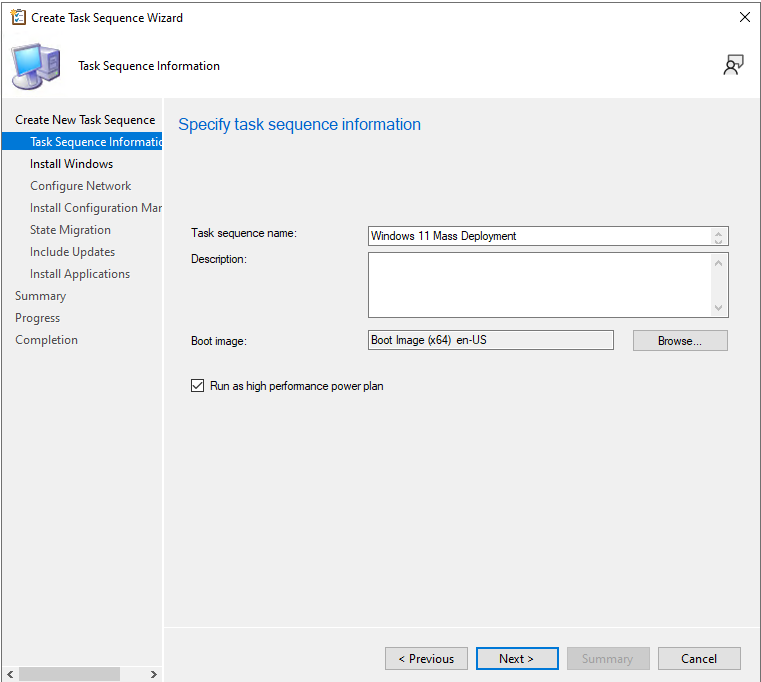 Create Task Sequence Wizard
Task Sequence Information
Create New Task Sequence
Task Sequence Informatio
Install Windows
Configure Network
Install Configuration Mar
State Migration
Include Updates
Install Applications
Summary
Progress
Completion
Specify task sequence information
Task sequence name:
Windows 11 Mass Deployment
Description:
Boot image:
Boot Image (x64) en-US
Browse...
Run as high performance power plan
< Previous
Next >
Summary
Cancel